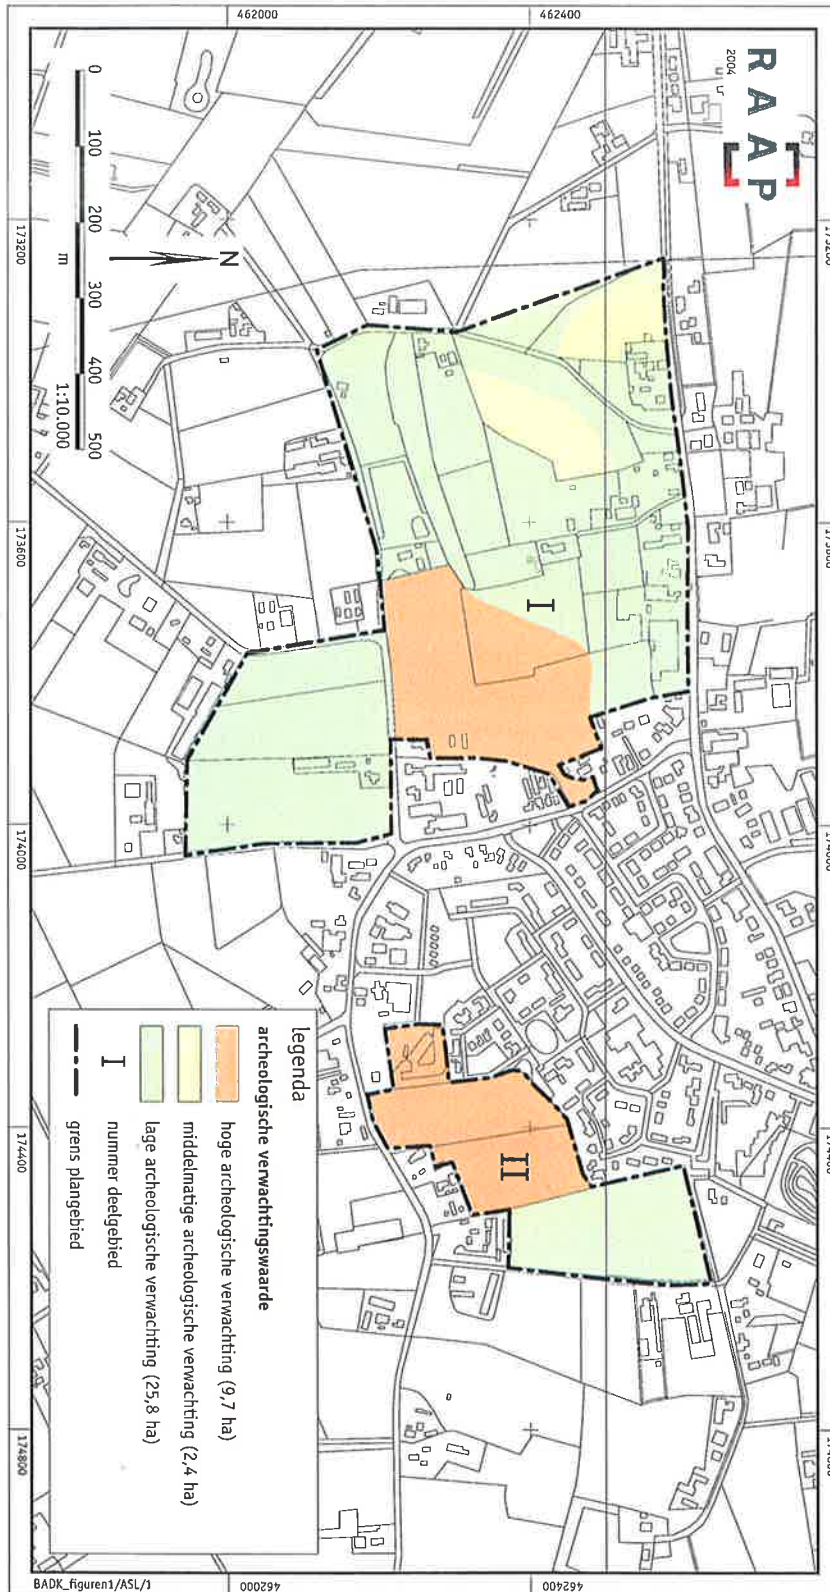 RAAP
2004
462000
462400
173200
173600
174000
174400
174800
173200
462000
462400
0 100 200 300 400 500
m
1:10.000
N
I
II
legenda
archeologische verwachtingswaarde
hoge archeologische verwachting (9,7 ha)
middelmatige archeologische verwachting (2,4 ha)
lage archeologische verwachting (25,8 ha)
I nummer deelgebied
grens plangebied
BADK_figuren1/ASL/1